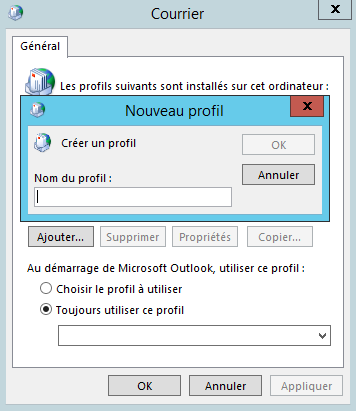 Courrier
Général
Les profils suivants sont installés sur cet ordinateur :
Nouveau profil
Créer un profil
OK
Annuler
Nom du profil :
Ajouter...
Supprimer
Propriétés
Copier...
Au démarrage de Microsoft Outlook, utiliser ce profil :
Choisir le profil à utiliser
Toujours utiliser ce profil
OK
Annuler
Appliquer